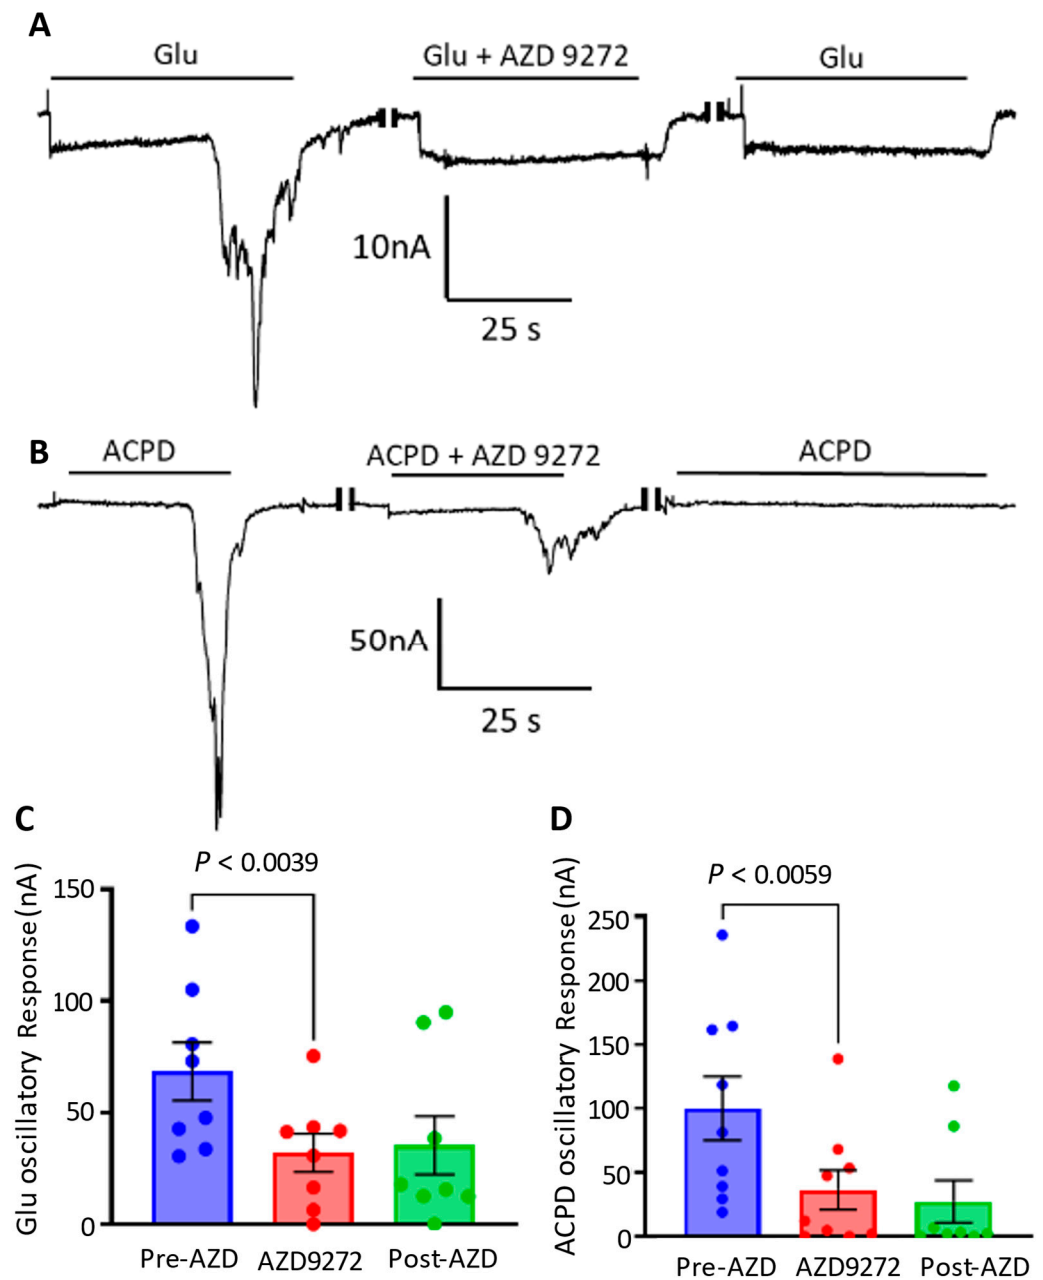 A
Glu
Glu + AZD 9272
Glu
10nA
25 s
B
ACPD
ACPD + AZD 9272
ACPD
50nA
25 s
C
P < 0.0039
Glu oscillatory Response (nA)
150
100
50
0
Pre-AZD
AZD9272
Post-AZD
D
P < 0.0059
ACPD oscillatory Response (nA)
250
200
150
100
50
0
Pre-AZD
AZD9272
Post-AZD